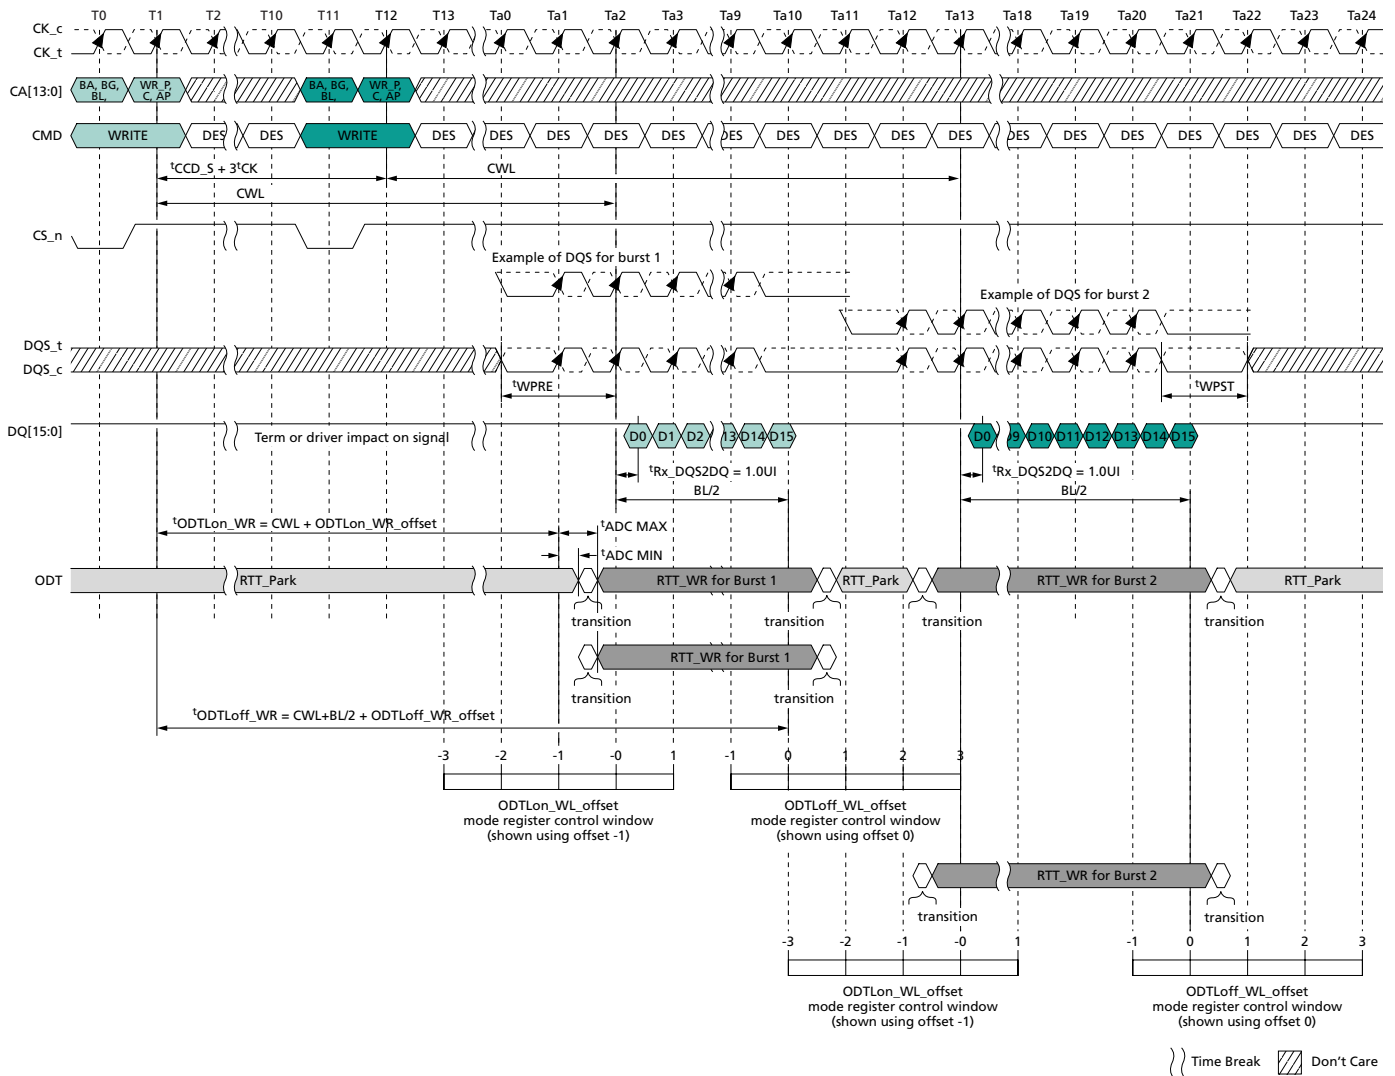 T0 T1 T2 T10 T11 T12 T13 Ta0 Ta1 Ta2 Ta3 Ta9 Ta10 Ta11 Ta12 Ta13 Ta18 Ta19 Ta20 Ta21 Ta22 Ta23 Ta24
CK_c
CK_t
BA, BG, BL,
WR_P, C, AP
BA, BG, BL,
WR_P, C, AP
CA[13:0]
CMD WRITE DES DES WRITE DES DES DES DES DES DES DES DES DES DES DES DES DES DES DES DES DES
tCCD_S + 3tCK CWL
CWL
CS_n
Example of DQS for burst 1
Example of DQS for burst 2
DQS_t
DQS_c
tWPRE tWPST
DQ[15:0] Term or driver impact on signal D0 D1 D2 13 D14 D15 D0 D9 D10 D11 D12 D13 D14 D15
tRx_DQS2DQ = 1.0UI tRx_DQS2DQ = 1.0UI
BL/2 BL/2
tODTLon_WR = CWL + ODTLon_WR_offset tADC MAX
tADC MIN
ODT RTT_Park RTT_WR for Burst 1 RTT_Park RTT_WR for Burst 2 RTT_Park
transition transition transition transition
RTT_WR for Burst 1
transition transition
tODTLoff_WR = CWL+BL/2 + ODTLoff_WR_offset
-3 -2 -1 -0 1 -1 0 1 2 3
ODTLon_WL_offset
mode register control window
(shown using offset -1)
ODTLoff_WL_offset
mode register control window
(shown using offset 0)
RTT_WR for Burst 2
transition transition
-3 -2 -1 -0 1 -1 0 1 2 3
ODTLon_WL_offset
mode register control window
(shown using offset -1)
ODTLoff_WL_offset
mode register control window
(shown using offset 0)
Time Break Don't Care